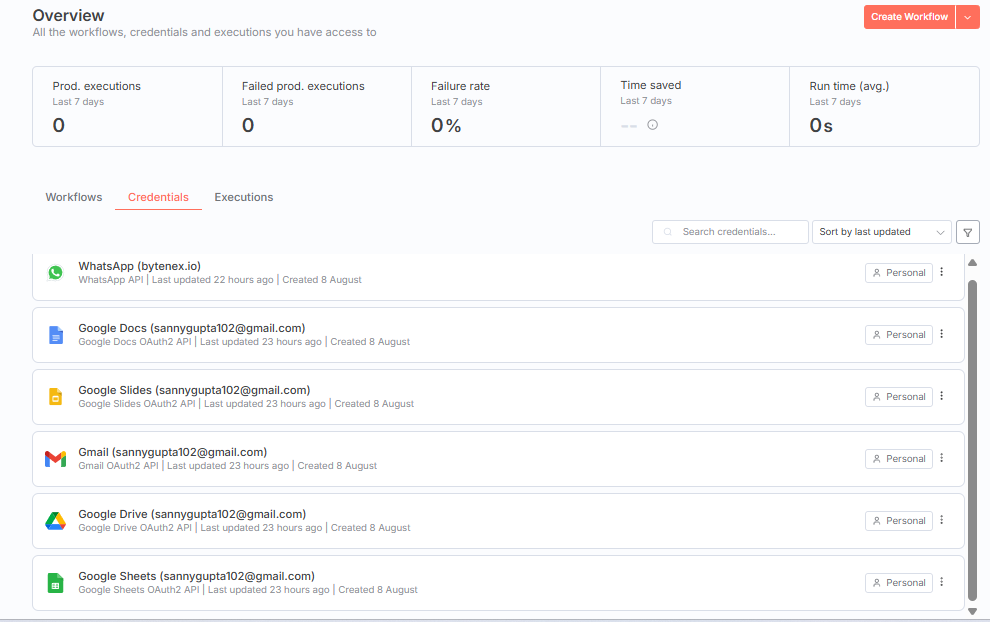 Overview
All the workflows, credentials and executions you have access to
Create Workflow
Prod. executions
Last 7 days
0
Failed prod. executions
Last 7 days
0
Failure rate
Last 7 days
0%
Time saved
Last 7 days
--
Run time (avg.)
Last 7 days
0s
Workflows
Credentials
Executions
Search credentials...
Sort by last updated
WhatsApp (bytenex.io)
WhatsApp API | Last updated 22 hours ago | Created 8 August
Personal
Google Docs (sannygupta102@gmail.com)
Google Docs OAuth2 API | Last updated 23 hours ago | Created 8 August
Personal
Google Slides (sannygupta102@gmail.com)
Google Slides OAuth2 API | Last updated 23 hours ago | Created 8 August
Personal
Gmail (sannygupta102@gmail.com)
Gmail OAuth2 API | Last updated 23 hours ago | Created 8 August
Personal
Google Drive (sannygupta102@gmail.com)
Google Drive OAuth2 API | Last updated 23 hours ago | Created 8 August
Personal
Google Sheets (sannygupta102@gmail.com)
Google Sheets OAuth2 API | Last updated 23 hours ago | Created 8 August
Personal